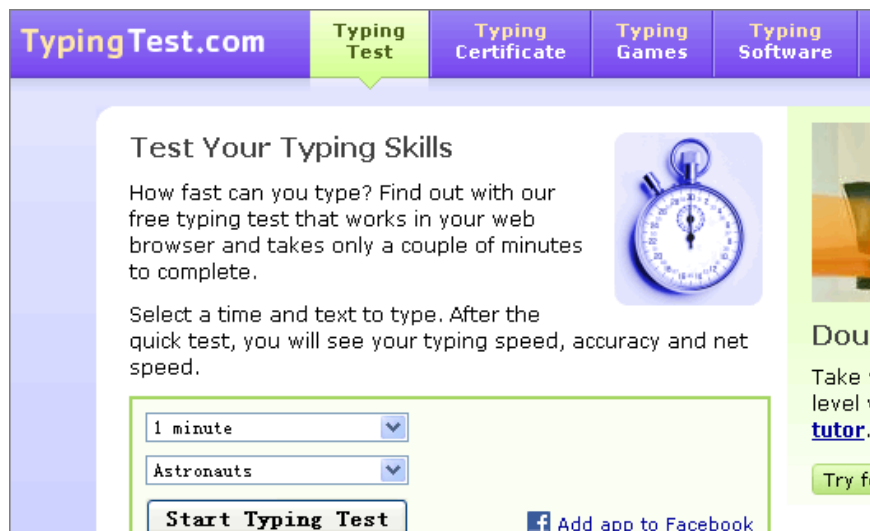 TypingTest.com
Typing
Test
Typing
Certificate
Typing
Games
Typing
Software
Test Your Typing Skills
How fast can you type? Find out with our
free typing test that works in your web
browser and takes only a couple of minutes
to complete.
Select a time and text to type. After the
quick test, you will see your typing speed, accuracy and net
speed.
1 minute
Astronauts
Start Typing Test
Add app to Facebook
Take
level
tutor.
Try